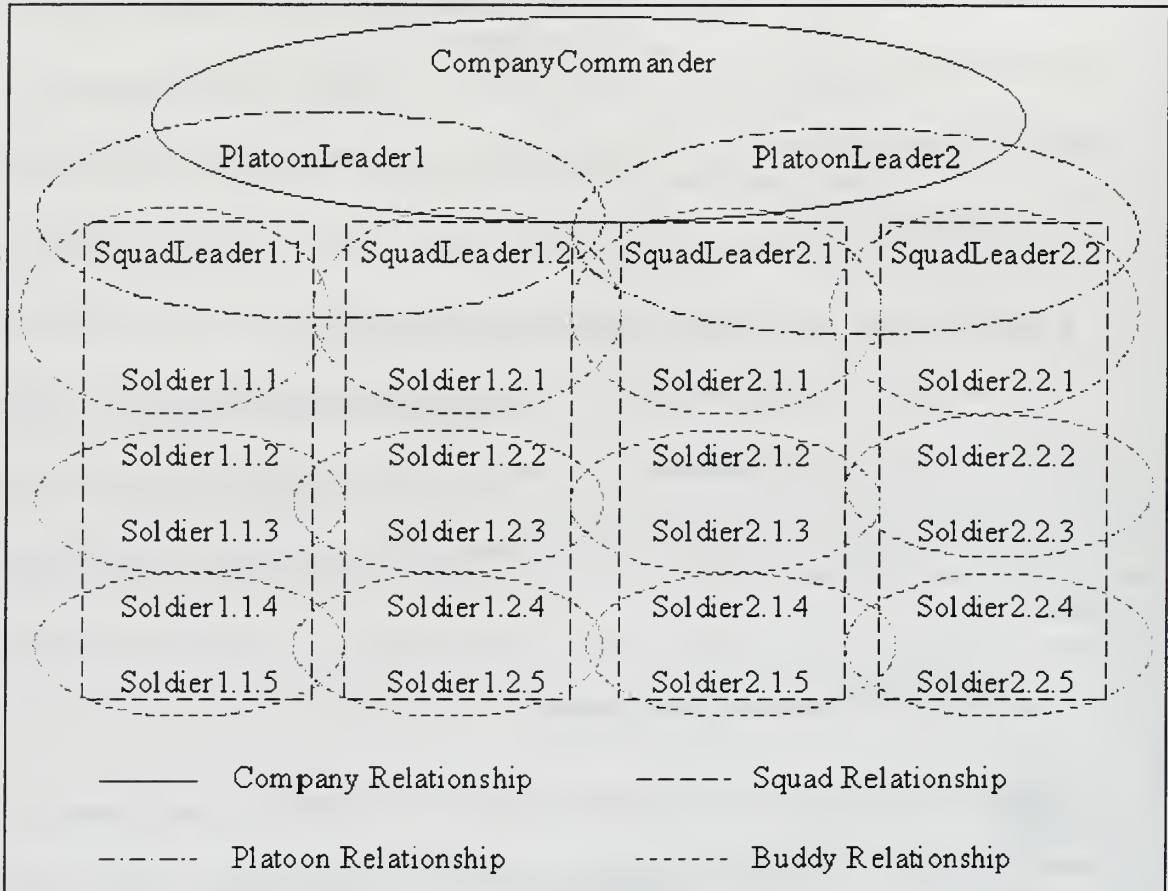 CompanyCommander
PlatoonLeader1 PlatoonLeader2
SquadLeader1.1 SquadLeader1.2 SquadLeader2.1 SquadLeader2.2
Soldier1.1.1 Soldier1.2.1 Soldier2.1.1 Soldier2.2.1
Soldier1.1.2 Soldier1.2.2 Soldier2.1.2 Soldier2.2.2
Soldier1.1.3 Soldier1.2.3 Soldier2.1.3 Soldier2.2.3
Soldier1.1.4 Soldier1.2.4 Soldier2.1.4 Soldier2.2.4
Soldier1.1.5 Soldier1.2.5 Soldier2.1.5 Soldier2.2.5
Company Relationship Squad Relationship
Platoon Relationship Buddy Relationship